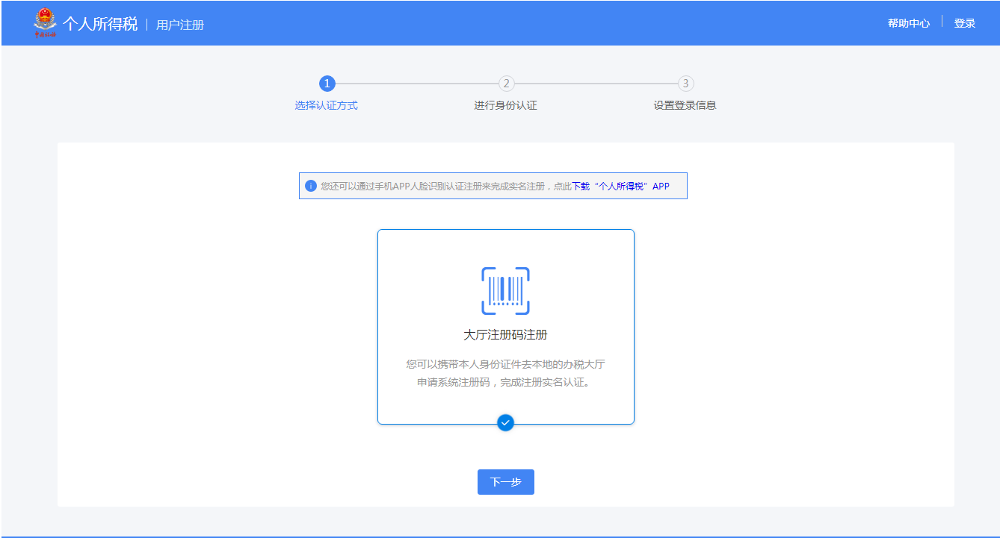 个人所得税 | 用户注册
帮助中心 | 登录
1
2
3
选择认证方式
进行身份认证
设置登录信息
您还可以通过手机APP人脸识别认证注册来完成实名注册，点此下载“个人所得税”APP
大厅注册码注册
您可以携带本人身份证件去本地的办税大厅
申请系统注册码，完成注册实名认证。
下一步